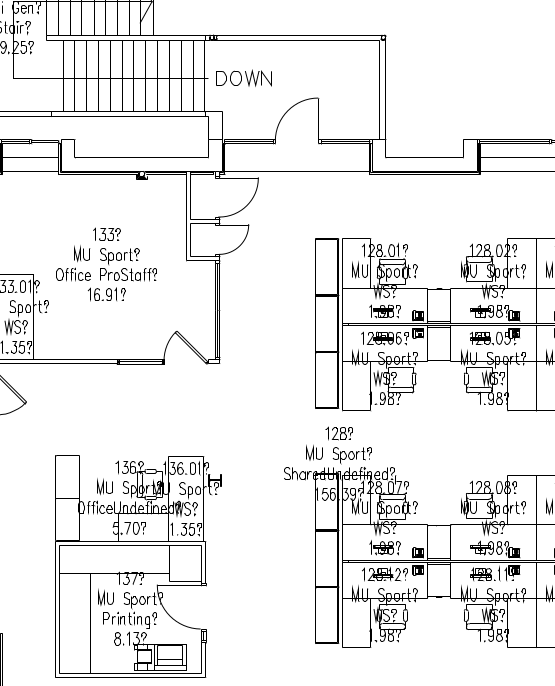 i Gen?
Stair?
9.25?
DOWN
133?
MU Sport?
Office ProStaff?
16.91?
33.01?
Sport?
WS?
1.35?
128.01?
MU Sport?
WS?
1.98?
128.02?
MU Sport?
WS?
1.98?
128.06?
MU Sport?
WS?
1.98?
128.05?
MU Sport?
WS?
1.98?
128?
MU Sport?
SharedUndefined?
156.39?
136?
MU Sport?
OfficeUndefined?
5.70?
136.01?
MU Sport?
WS?
1.35?
128.07?
MU Sport?
WS?
1.98?
128.08?
MU Sport?
WS?
1.98?
137?
MU Sport?
Printing?
8.13?
128.12?
MU Sport?
WS?
1.98?
128.11?
MU Sport?
WS?
1.98?